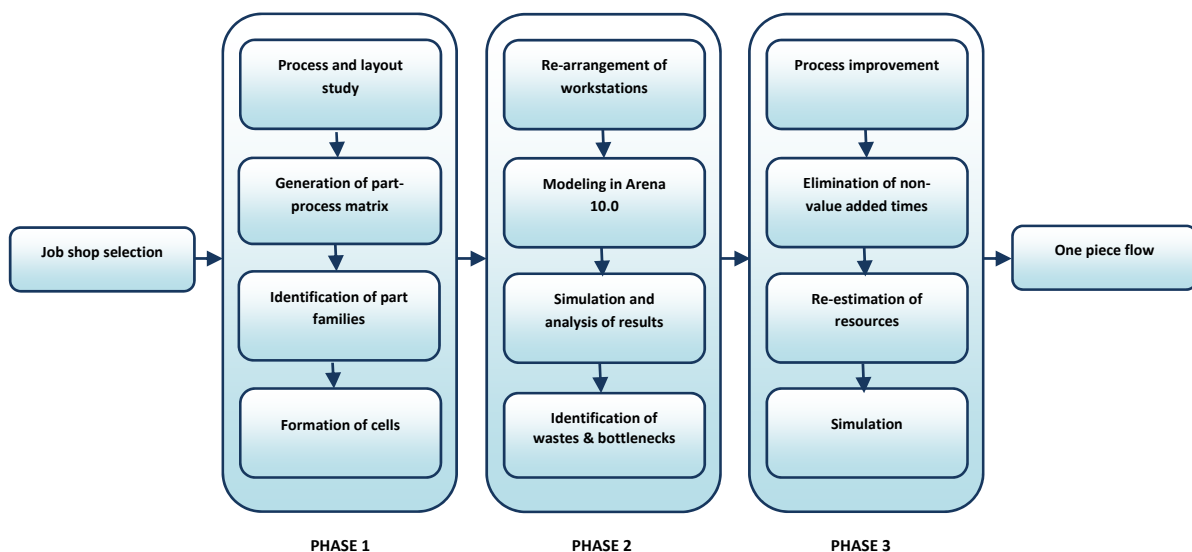 Job shop selection
Process and layout
study
Generation of part-
process matrix
Identification of part
families
Formation of cells
PHASE 1
Re-arrangement of
workstations
Modeling in Arena
10.0
Simulation and
analysis of results
Identification of
wastes & bottlenecks
PHASE 2
Process improvement
Elimination of non-
value added times
Re-estimation of
resources
Simulation
PHASE 3
One piece flow